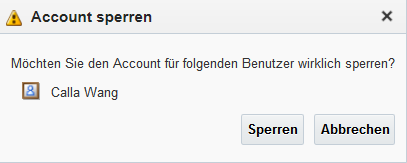 Account sperren
Möchten Sie den Account für folgenden Benutzer wirklich sperren?
Calla Wang
Sperren Abbrechen